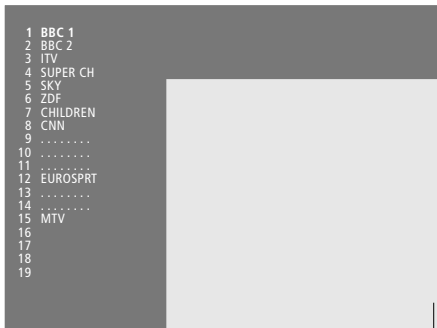 1 BBC 1
2 BBC 2
3 ITV
4 SUPER CH
5 SKY
6 ZDF
7 CHILDREN
8 CNN
9 . . . . . . . .
10 . . . . . . . .
11 . . . . . . . .
12 EUROSPRT
13 . . . . . . . .
14 . . . . . . . .
15 MTV
16
17
18
19